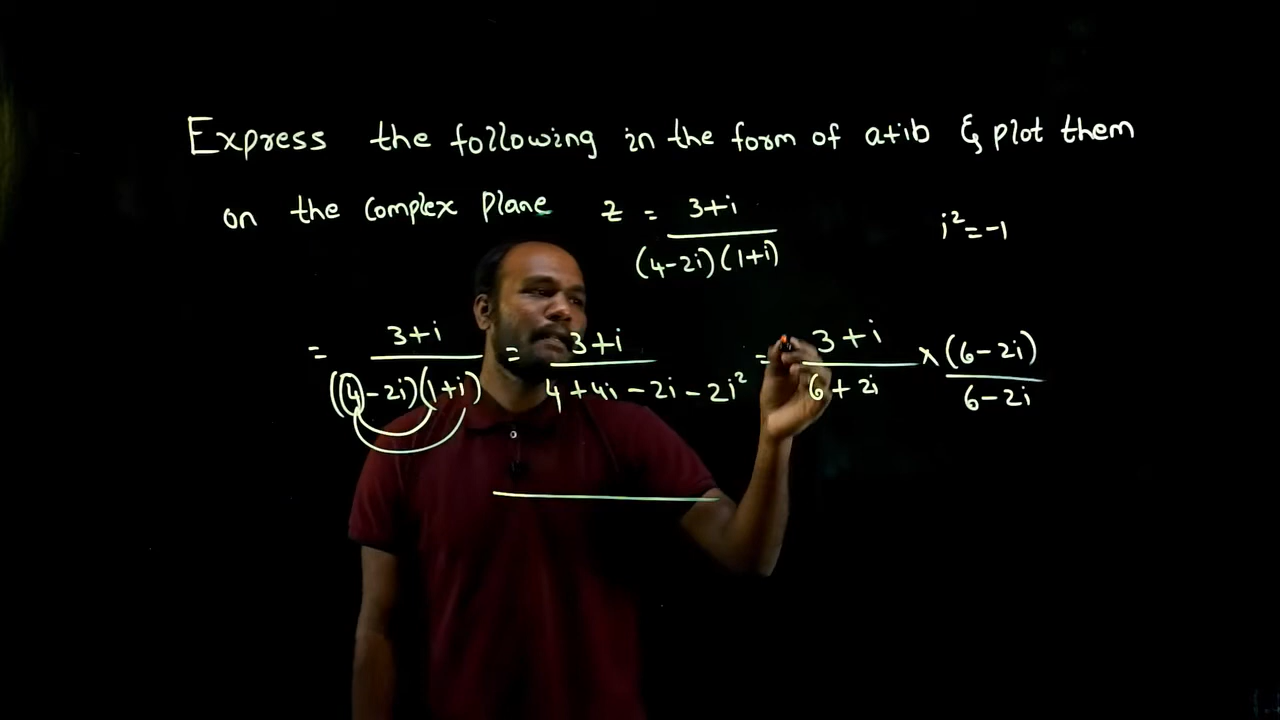 Express the following in the form of a+ib & plot them
on the complex plane z = 3+i / (4-2i)(1+i) i² = -1
= 3+i / (4-2i)(1+i) = 3+i / 4+4i-2i-2i² = 3+i / 6+2i × (6-2i) / 6-2i